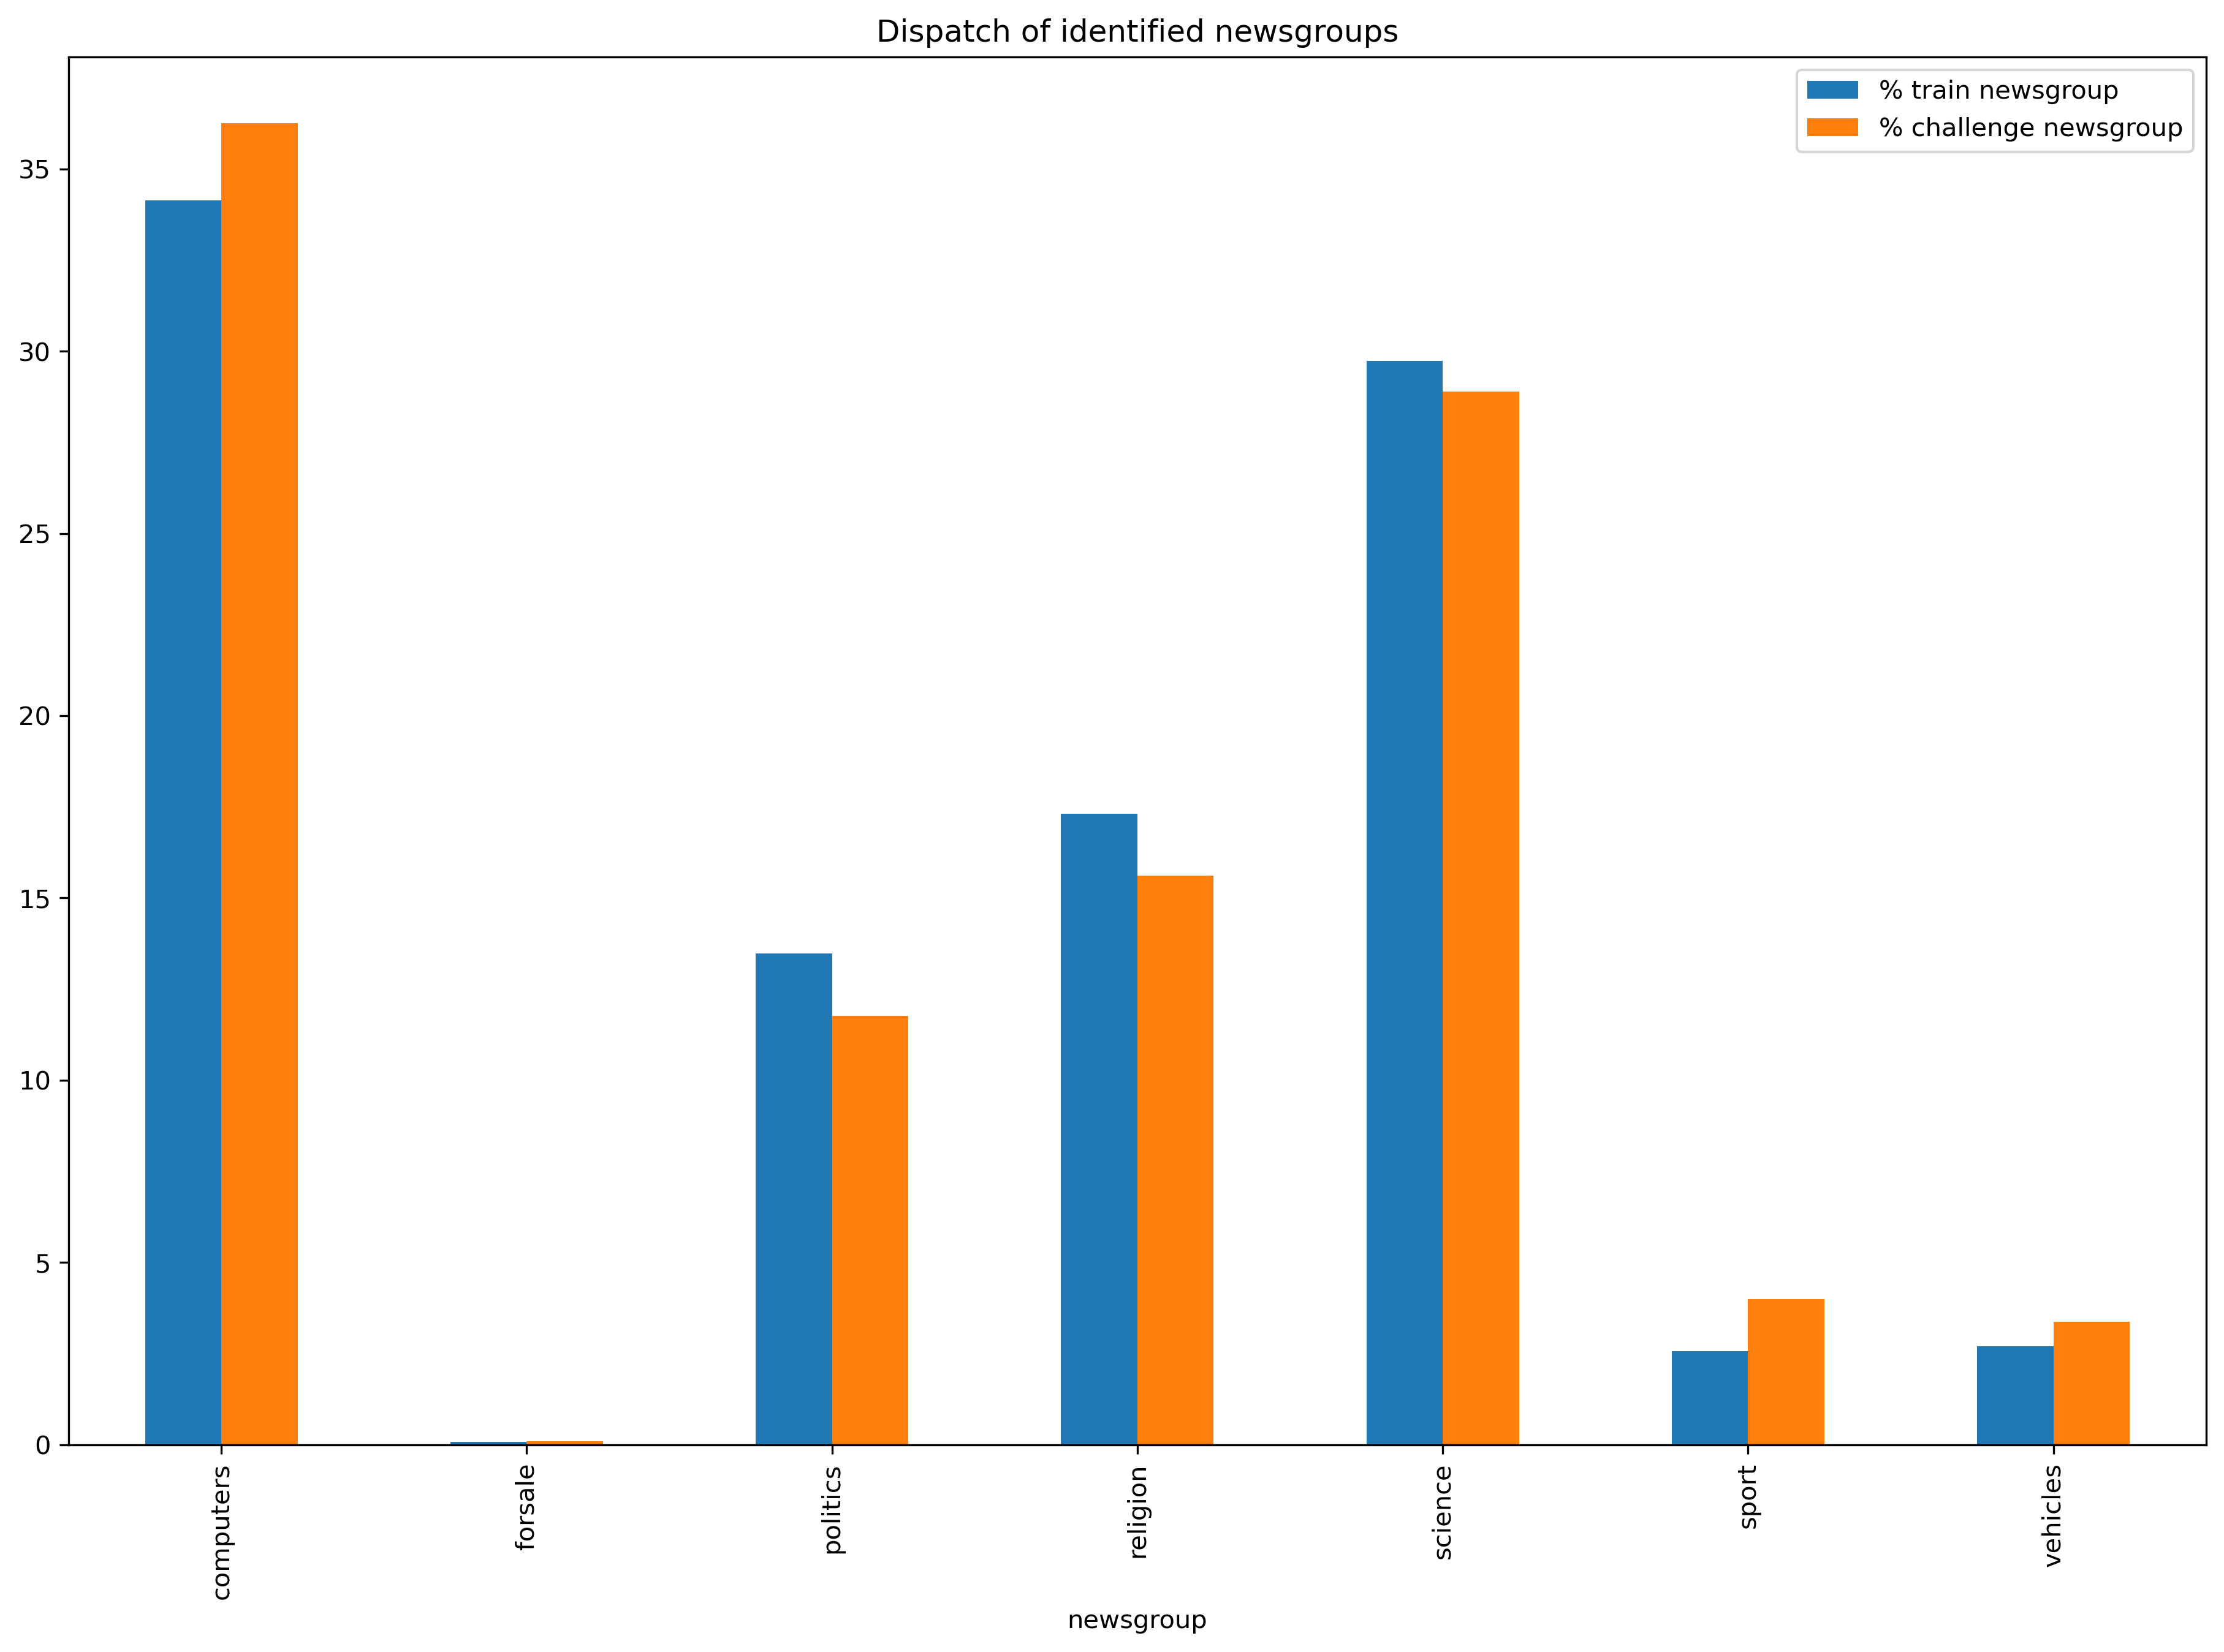 Dispatch of identified newsgroups
% train newsgroup
% challenge newsgroup
35
30
25
20
15
10
5
0
computers
forsale
politics
religion
science
sport
vehicles
newsgroup